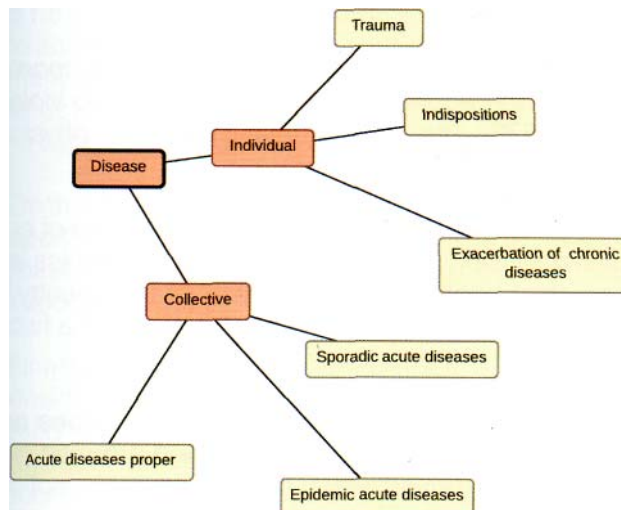 Trauma
Indispositions
Individual
Disease
Exacerbation of chronic
diseases
Collective
Sporadic acute diseases
Acute diseases proper
Epidemic acute diseases